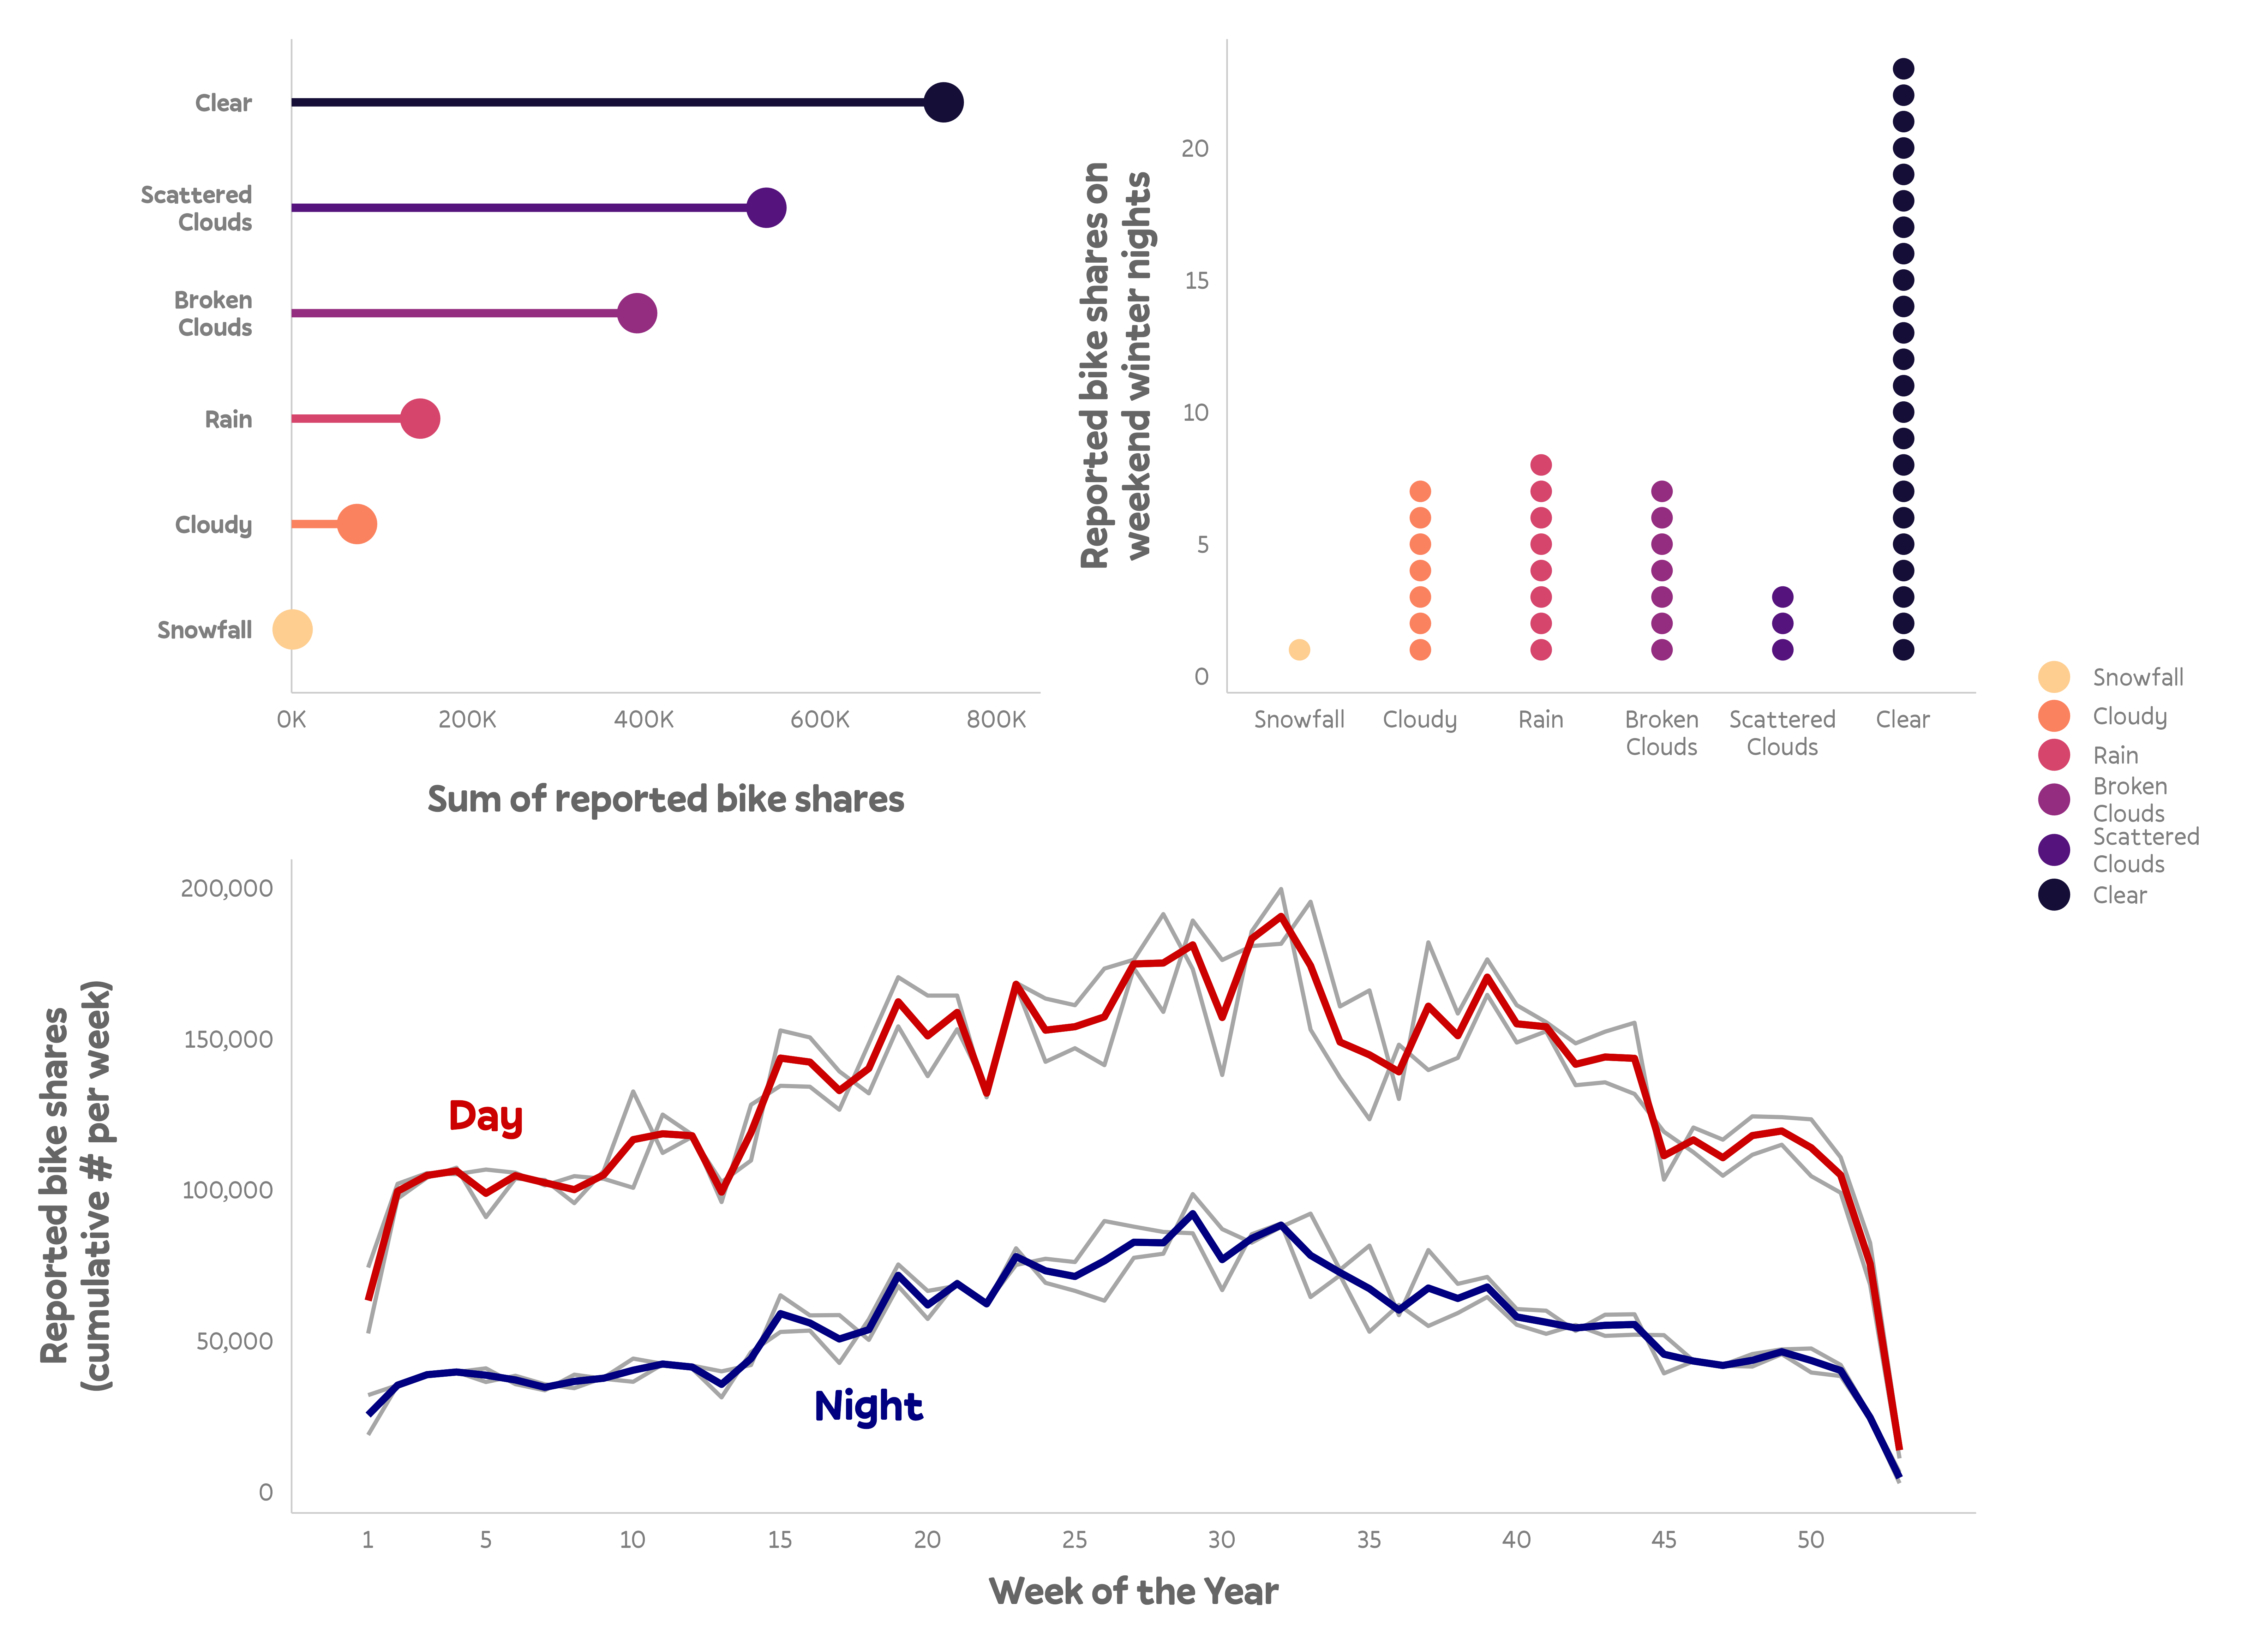 Clear
Scattered
Clouds
Broken
Clouds
Rain
Cloudy
Snowfall
0K 200K 400K 600K 800K
Sum of reported bike shares
Reported bike shares on
weekend winter nights
20
15
10
5
0
Snowfall Cloudy Rain Broken Scattered Clear
Clouds Clouds
Snowfall
Cloudy
Rain
Broken
Clouds
Scattered
Clouds
Clear
Reported bike shares
(cumulative # per week)
200,000
150,000
100,000
50,000
0
Day
Night
1 5 10 15 20 25 30 35 40 45 50
Week of the Year